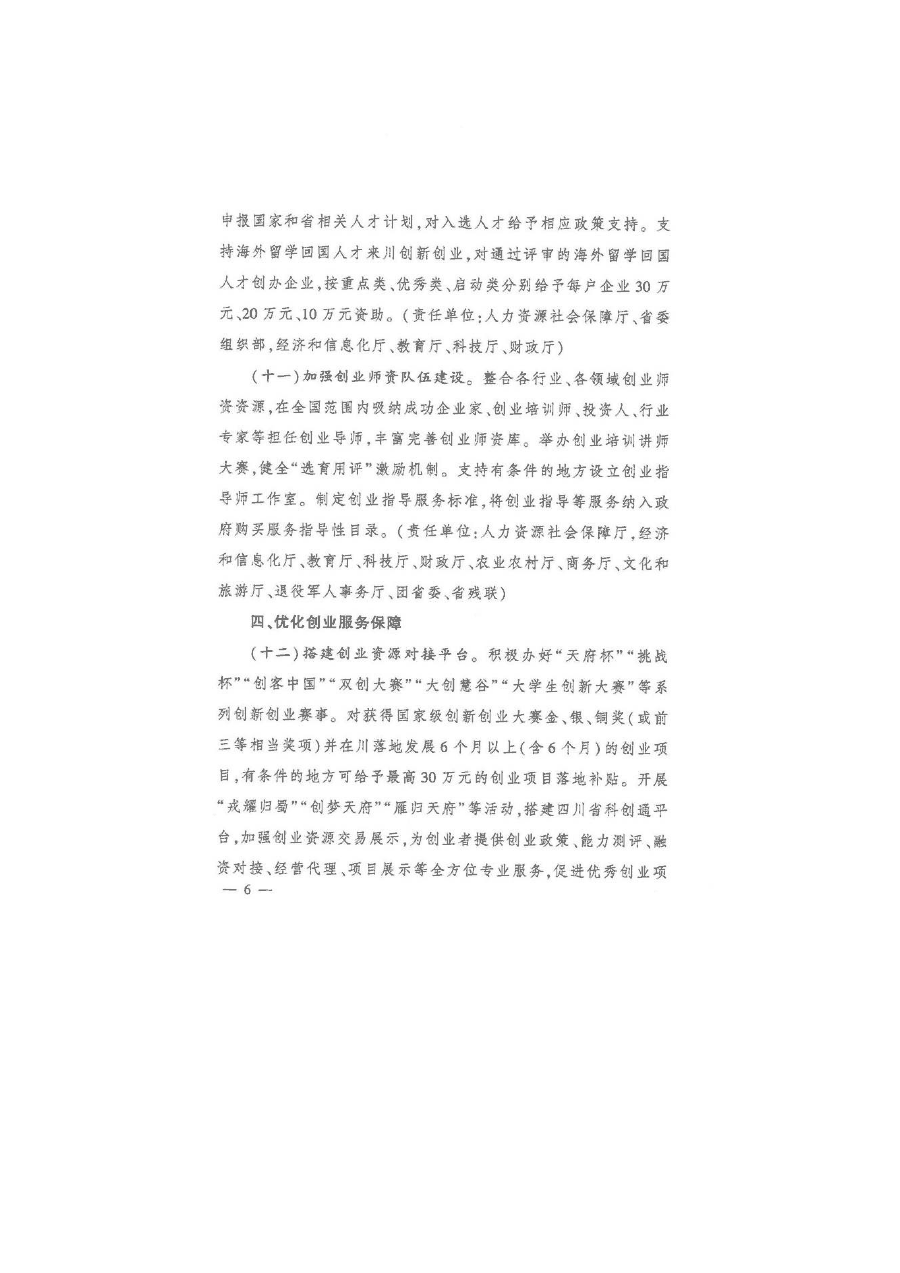 申报国家和省相关人才计划,对入选人才给予相应政策支持。支
持海外留学回国人才来川创新创业,对通过评审的海外留学回国
人才创办企业,按重点类、优秀类、启动类分别给予每户企业30万
元、20万元、10万元资助。(责任单位:人力资源社会保障厅、省委
组织部,经济和信息化厅、教育厅、科技厅、财政厅)
(十一)加强创业师资队伍建设。整合各行业、各领域创业师
资资源,在全国范围内吸纳成功企业家、创业培训师、投资人、行业
专家等担任创业导师,丰富完善创业师资库。举办创业培训讲师
大赛,健全“选育用评”激励机制。支持有条件的地方设立创业指
导师工作室。制定创业指导服务标准,将创业指导等服务纳入政
府购买服务指导性目录。(责任单位:人力资源社会保障厅,经济
和信息化厅、教育厅、科技厅、财政厅、农业农村厅、商务厅、文化和
旅游厅、退役军人事务厅、团省委、省残联)
四、优化创业服务保障
(十二)搭建创业资源对接平台。积极办好“天府杯”“挑战
杯”“创客中国”“双创大赛”“大创慧谷”“大学生创新大赛”等系
列创新创业赛事。对获得国家级创新创业大赛金、银、铜奖(或前
三等相当奖项)并在川落地发展6个月以上(含6个月)的创业项
目,有条件的地方可给予最高30万元的创业项目落地补贴。开展
“戎耀归蜀”“创梦天府”“雁归天府”等活动,搭建四川省科创通平
台,加强创业资源交易展示,为创业者提供创业政策、能力测评、融
资对接、经营代理、项目展示等全方位专业服务,促进优秀创业项
— 6 —